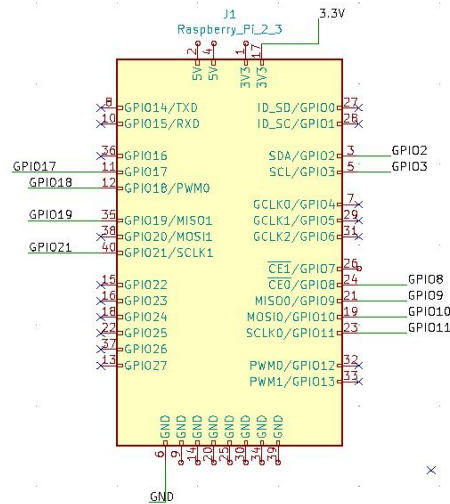 J1
Raspberry_Pi_2_3
3.3V
2 4 1 17
5V 5V 3V3 3V3
8 GPIO14/TXD ID_SD/GPIO0 27
10 GPIO15/RXD ID_SC/GPIO1 28
36 GPIO16 SDA/GPIO2 3 GPIO2
GPIO17 11 GPIO17 SCL/GPIO3 5 GPIO3
GPIO18 12 GPIO18/PWM0
GCLK0/GPIO4 7
GPIO19 35 GPIO19/MISO1 GCLK1/GPIO5 29
38 GPIO20/MOSI1 GCLK2/GPIO6 31
GPIO21 40 GPIO21/SCLK1
CE1/GPIO7 26
15 GPIO22 CE0/GPIO8 24 GPIO8
16 GPIO23 MISO0/GPIO9 21 GPIO9
18 GPIO24 MOSI0/GPIO10 19 GPIO10
22 GPIO25 SCLK0/GPIO11 23 GPIO11
37 GPIO26
13 GPIO27 PWM0/GPIO12 32
PWM1/GPIO13 33
GND GND GND GND GND GND GND GND
6 9 14 20 25 30 34 39
GND